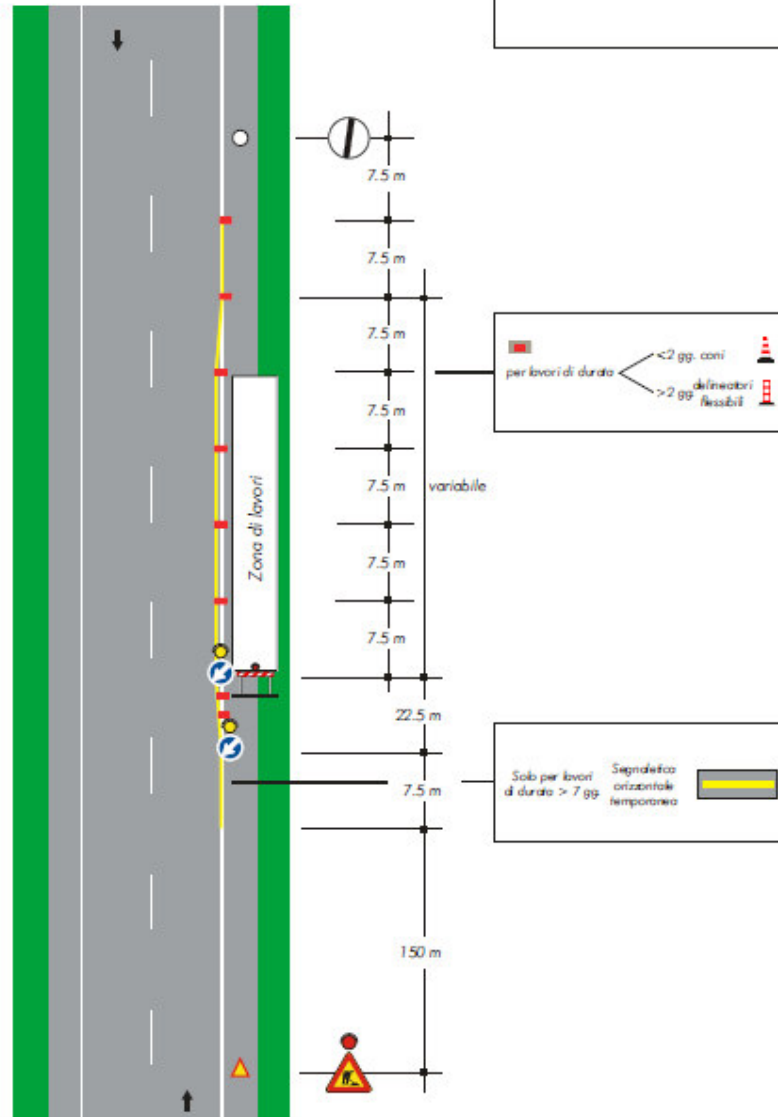 7.5 m
7.5 m
7.5 m
7.5 m
7.5 m
7.5 m
7.5 m
variabile
22.5 m
7.5 m
150 m
Zona di lavori
per lavori di durata
<2 gg. coni
>2 gg. delineatori
flessibili
Solo per lavori
di durata > 7 gg.
Segnaletica
orizzontale
temporanea